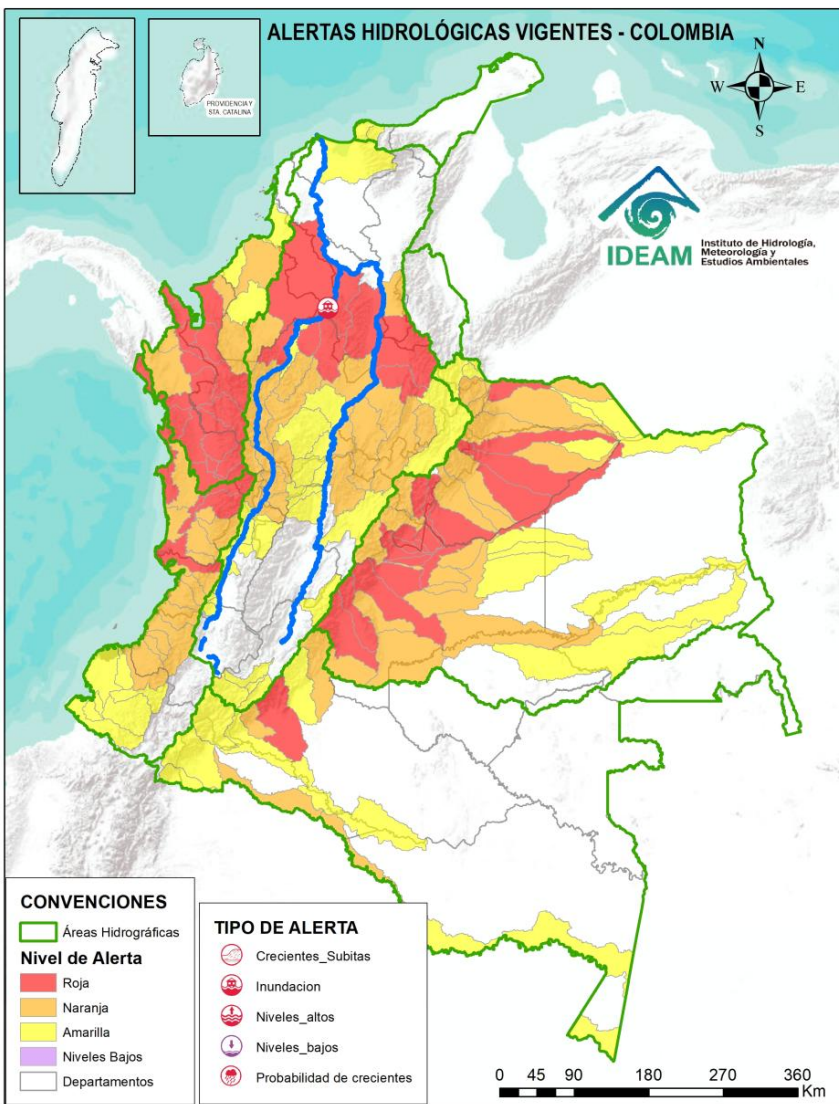 ALERTAS HIDROLÓGICAS VIGENTES - COLOMBIA
PROVIDENCIA Y
STA. CATALINA
N
W
E
S
IDEAM
Instituto de Hidrología,
Meteorología y
Estudios Ambientales
CONVENCIONES
Áreas Hidrográficas
Nivel de Alerta
Roja
Naranja
Amarilla
Niveles Bajos
Departamentos
TIPO DE ALERTA
Crecientes_Subitas
Inundacion
Niveles_altos
Niveles_bajos
Probabilidad de crecientes
0 45 90 180 270 360
Km